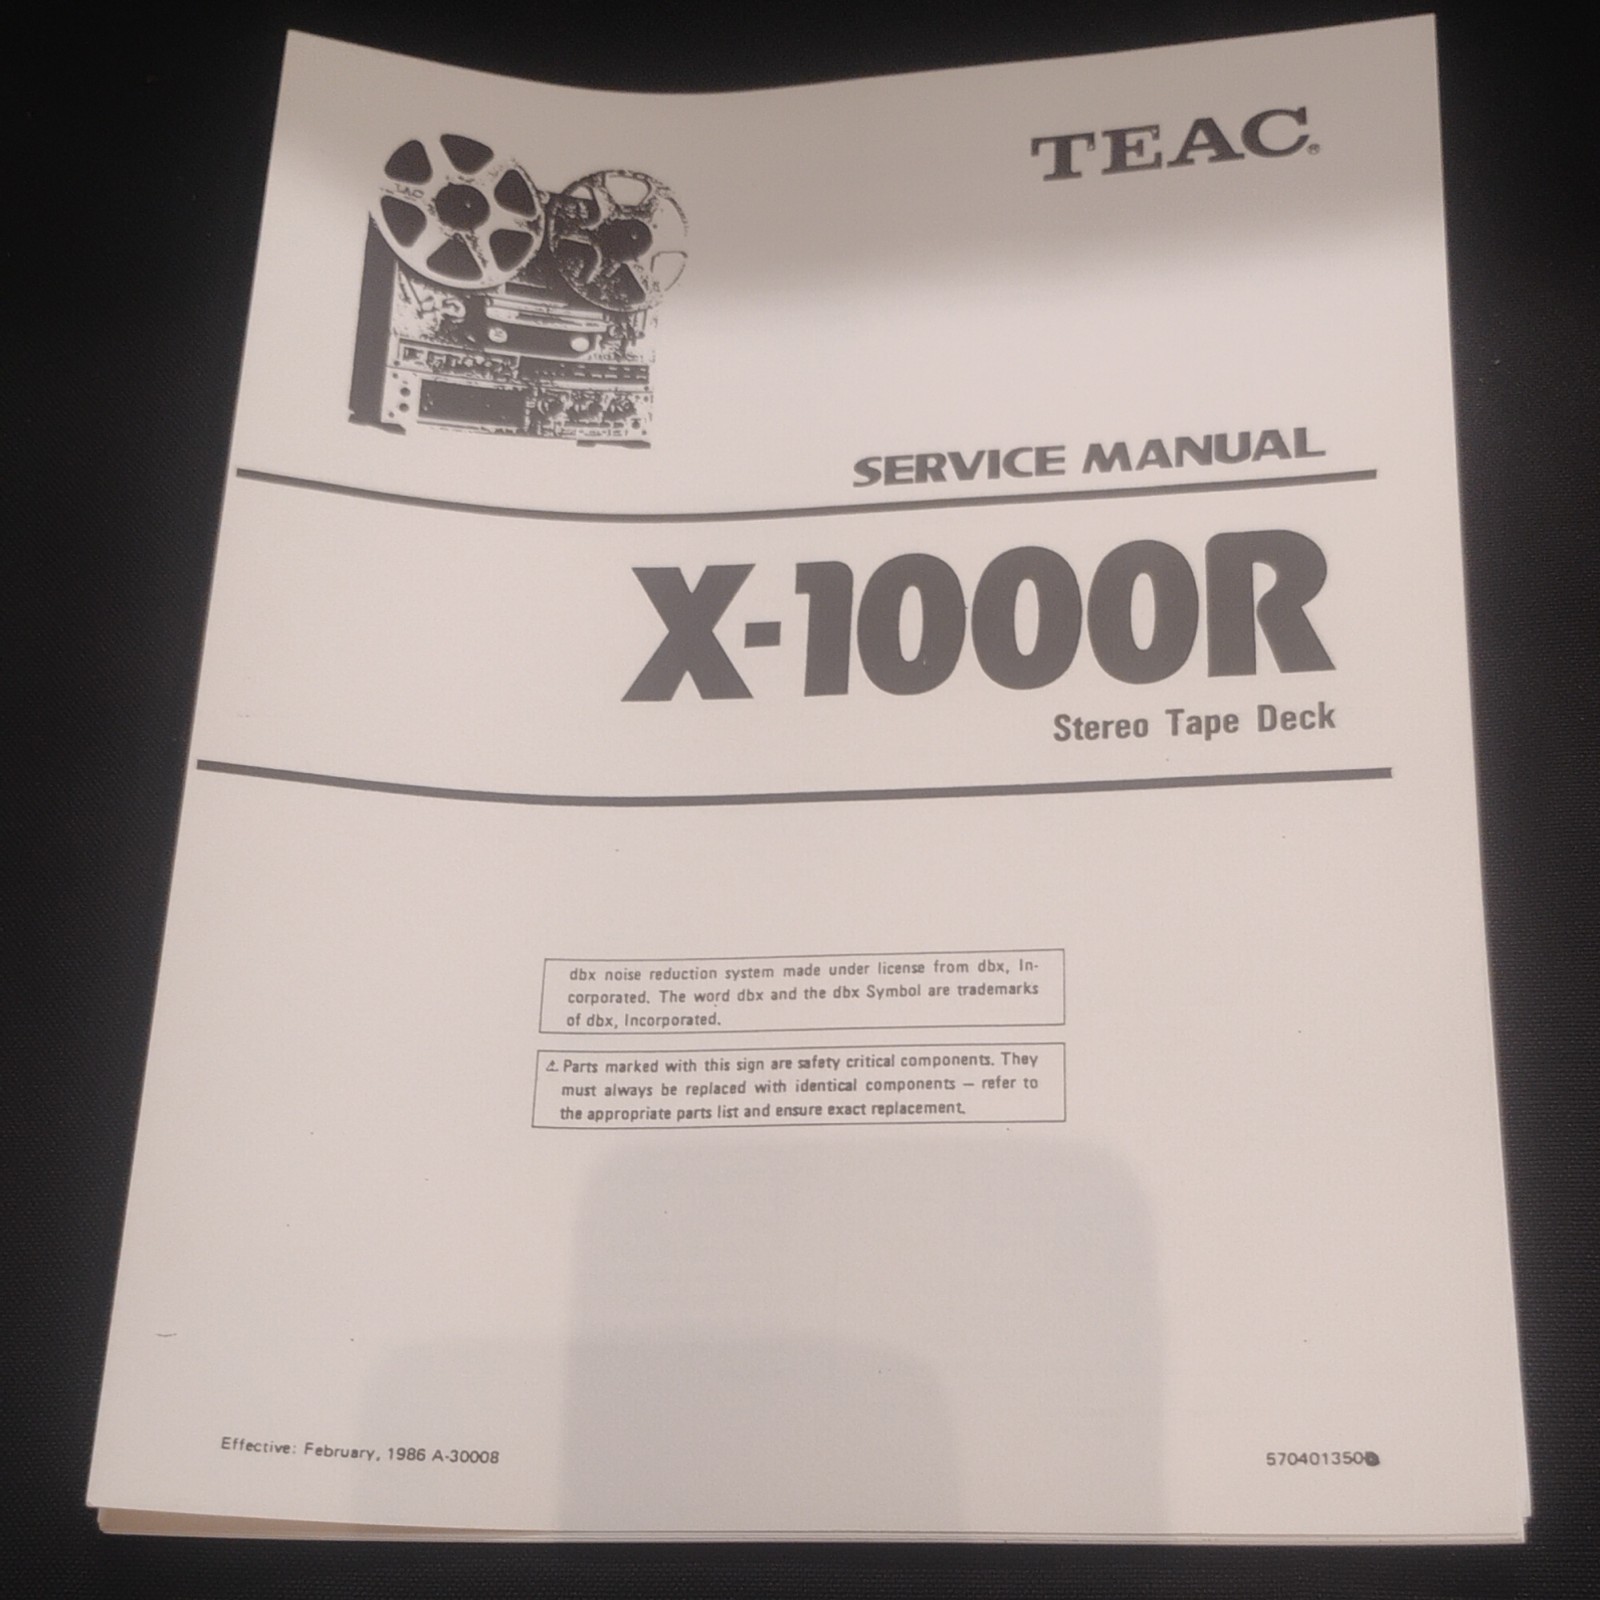 TEAC®
SERVICE MANUAL
X-1000R
Stereo Tape Deck
dbx noise reduction system made under license from dbx, In-
corporated. The word dbx and the dbx Symbol are trademarks
of dbx, Incorporated.
⚠ Parts marked with this sign are safety critical components. They
must always be replaced with identical components — refer to
the appropriate parts list and ensure exact replacement.
Effective: February, 1986 A-30008
570401350